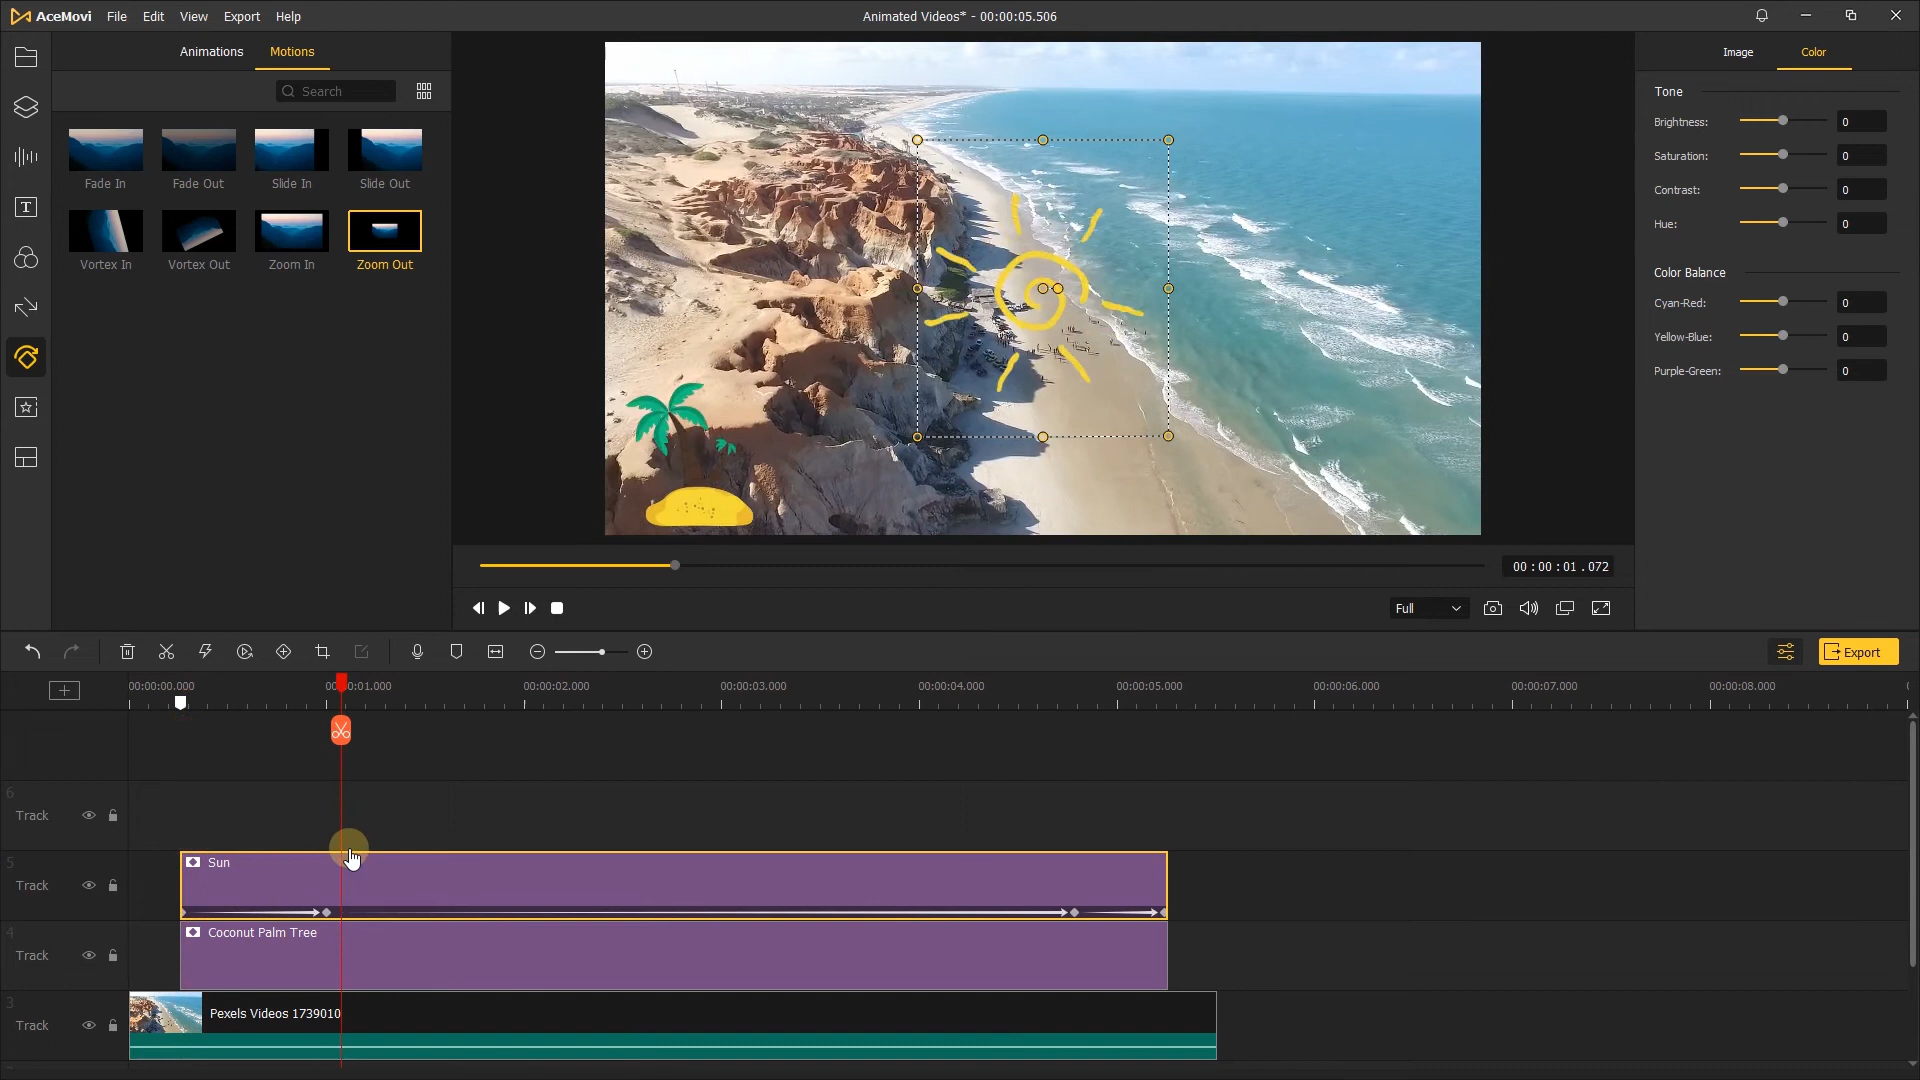 AceMovi File Edit View Export Help Animated Videos* - 00:00:05.506
Animations Motions
Search
Fade In Fade Out Slide In Slide Out
Vortex In Vortex Out Zoom In Zoom Out
Image Color
Tone
Brightness: 0
Saturation: 0
Contrast: 0
Hue: 0
Color Balance
Cyan-Red: 0
Yellow-Blue: 0
Purple-Green: 0
00 : 00 : 01 . 072
Full
Export
00:00:00.000 00:00:01.000 00:00:02.000 00:00:03.000 00:00:04.000 00:00:05.000 00:00:06.000 00:00:07.000 00:00:08.000
6
Track
5
Track
Sun
4
Track
Coconut Palm Tree
3
Track
Pexels Videos 1739010